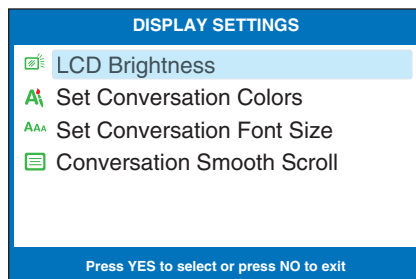 DISPLAY SETTINGS
LCD Brightness
Set Conversation Colors
AAA Set Conversation Font Size
Conversation Smooth Scroll
Press YES to select or press NO to exit